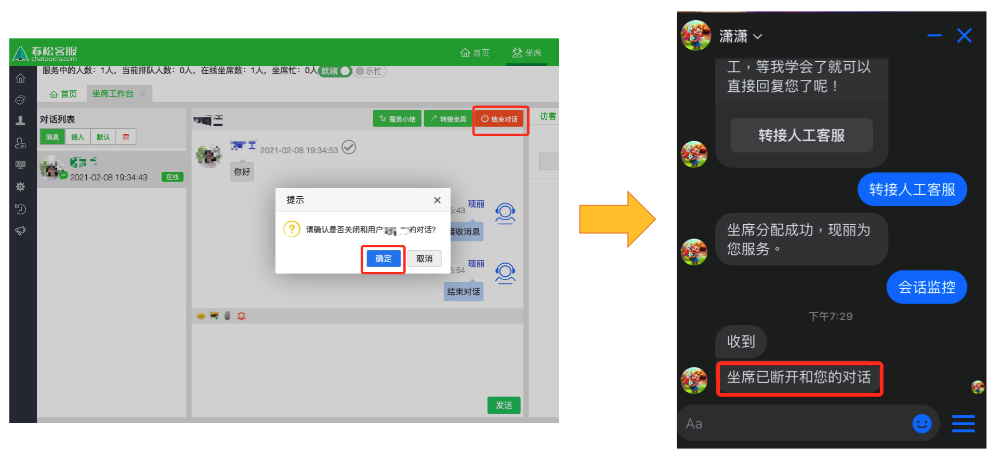 春松客服
chatopera.com
首页
坐席
服务中的人数：1人，当前排队人数：0人，在线坐席数：1人，坐席忙：0人
就绪
示忙
首页
坐席工作台
对话列表
消息
接入
默认
2021-02-08 19:34:43
在线
服务小结
转接坐席
结束对话
访客
2021-02-08 19:34:53
你好
5:43
现丽
接收消息
5:54
现丽
结束对话
提示
请确认是否关闭和用户
的对话?
确定
取消
发送
潇潇
工，等我学会了就可以
直接回复您了呢！
转接人工客服
转接人工客服
坐席分配成功，现丽为
您服务。
会话监控
下午7:29
收到
坐席已断开和您的对话
Aa